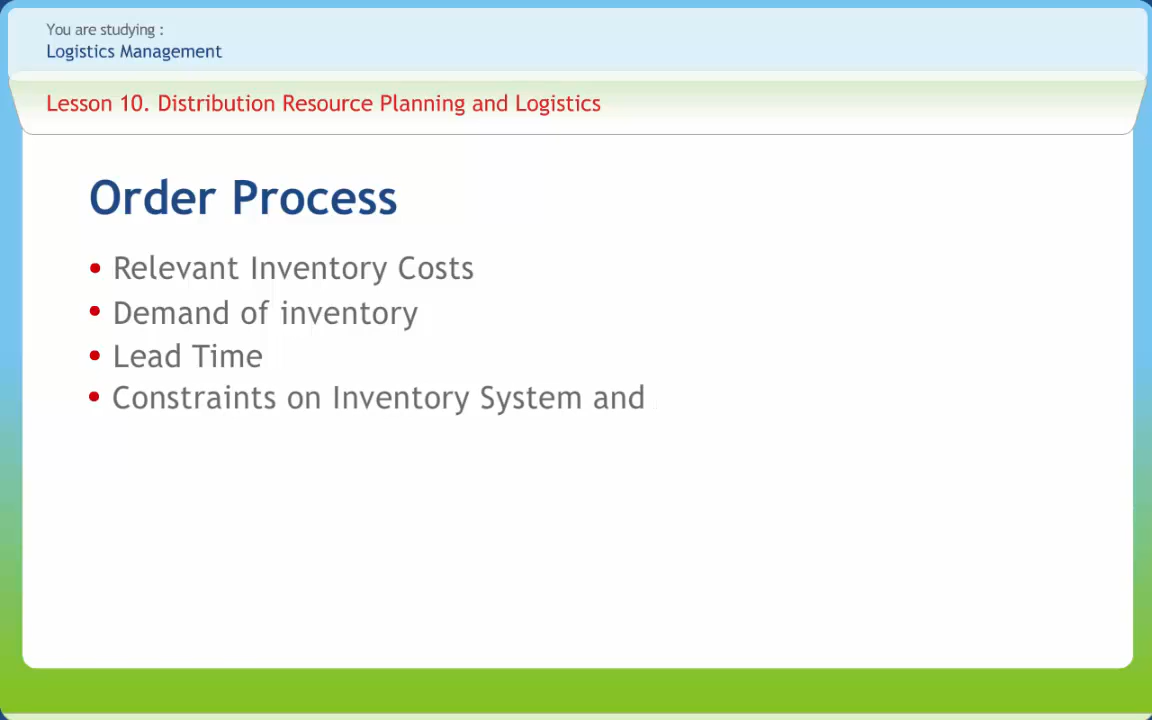 You are studying :
Logistics Management
Lesson 10. Distribution Resource Planning and Logistics
Order Process
• Relevant Inventory Costs
• Demand of inventory
• Lead Time
• Constraints on Inventory System and